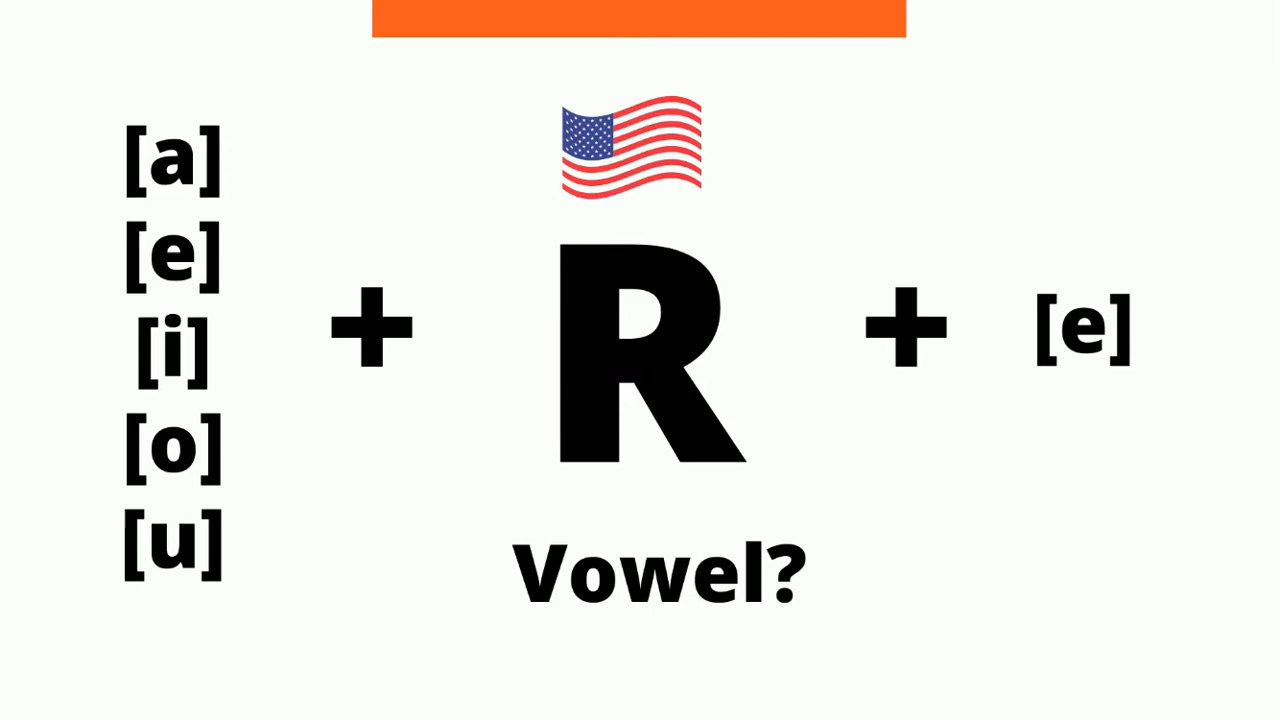 [a]
[e]
[i]
[o]
[u]
+
R
+
[e]
Vowel?